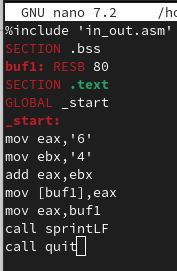 GNU nano 7.2 /ho
%include 'in_out.asm'
SECTION .bss
buf1: RESB 80
SECTION .text
GLOBAL _start
_start:
mov eax,'6'
mov ebx,'4'
add eax,ebx
mov [buf1],eax
mov eax,buf1
call sprintLF
call quit